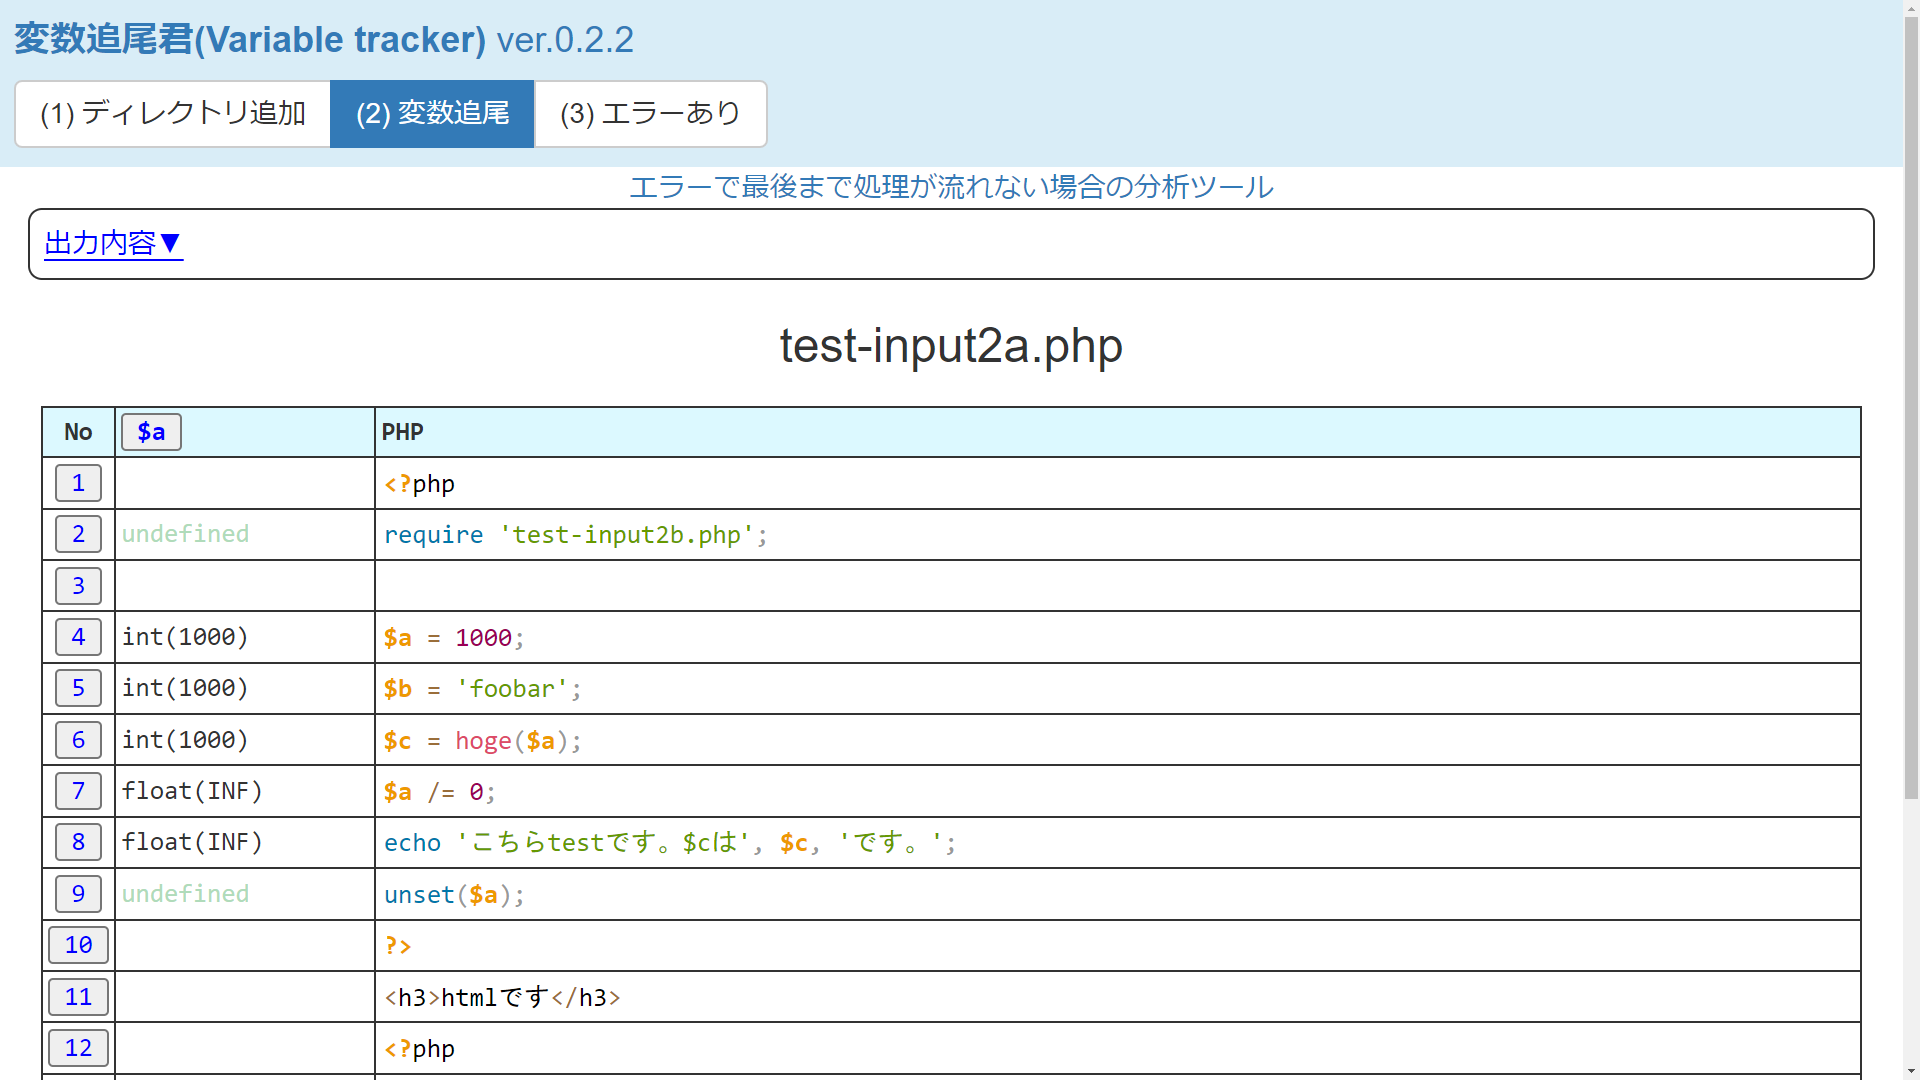 変数追尾君(Variable tracker) ver.0.2.2
(1) ディレクトリ追加 (2) 変数追尾 (3) エラーあり
エラーで最後まで処理が流れない場合の分析ツール
出力内容▼
test-input2a.php
No $a PHP
1 <?php
2 undefined require 'test-input2b.php';
3
4 int(1000) $a = 1000;
5 int(1000) $b = 'foobar';
6 int(1000) $c = hoge($a);
7 float(INF) $a /= 0;
8 float(INF) echo 'こちらtestです。$cは', $c, 'です。';
9 undefined unset($a);
10 ?>
11 <h3>htmlです</h3>
12 <?php